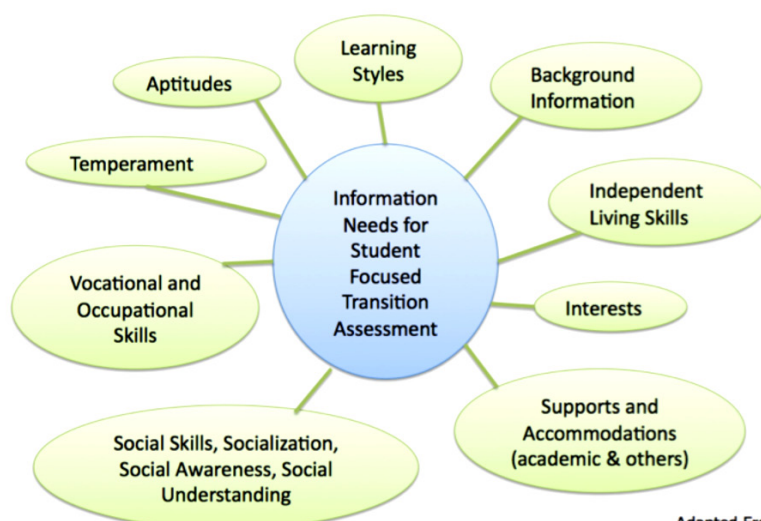 Learning
Styles
Aptitudes
Background
Information
Temperament
Information
Needs for
Student
Focused
Transition
Assessment
Independent
Living Skills
Vocational and
Occupational
Skills
Interests
Supports and
Accommodations
(academic & others)
Social Skills, Socialization,
Social Awareness, Social
Understanding
Adapted